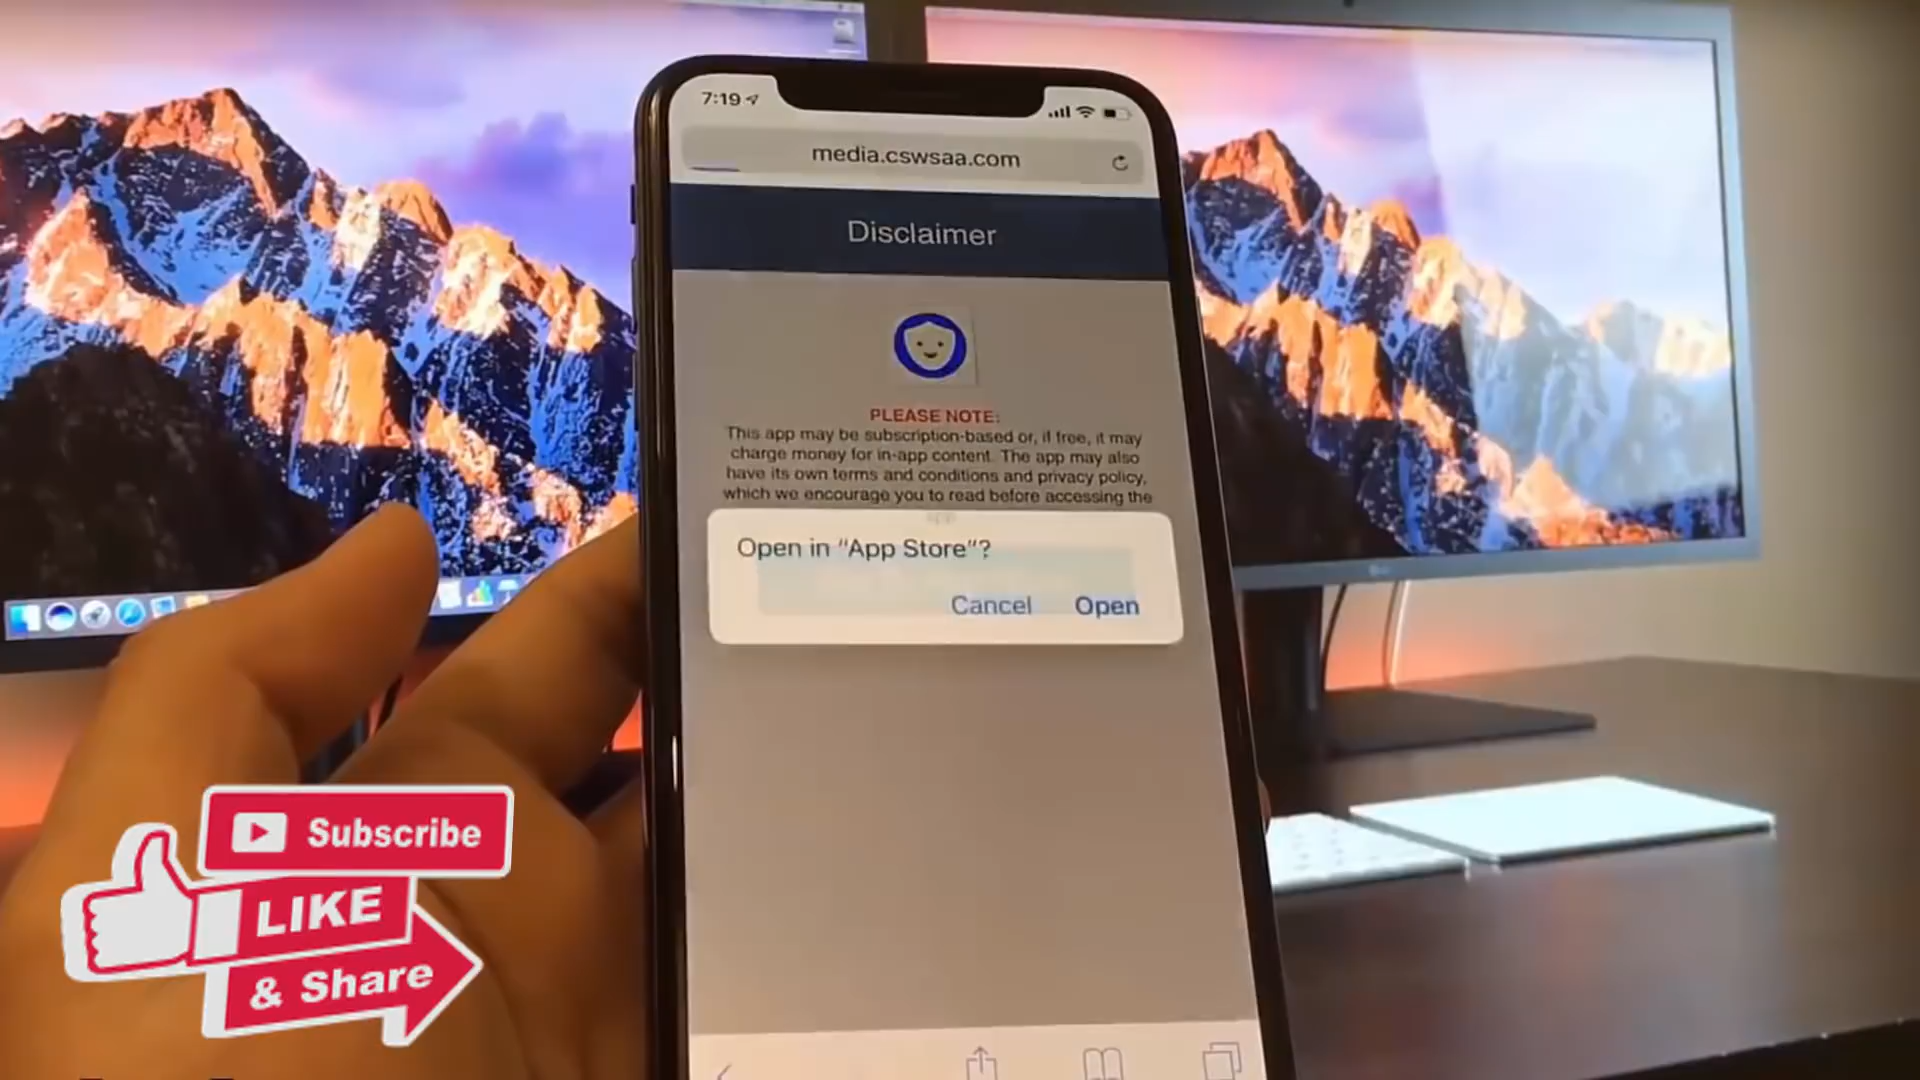 7:19
media.cswsaa.com
Disclaimer
PLEASE NOTE:
This app may be subscription-based or, if free, it may
charge money for in-app content. The app may also
have its own terms and conditions and privacy policy,
which we encourage you to read before accessing the
app
Open in "App Store"?
Cancel Open
Subscribe
LIKE
& Share